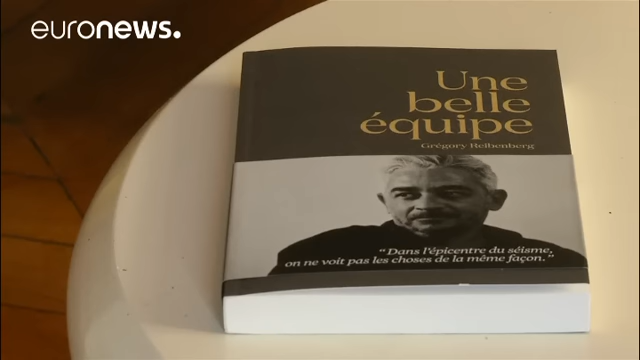 euronews.
Une
belle
équipe
Grégory Reibenberg
“Dans l'épicentre du séisme,
on ne voit pas les choses de la même façon.”